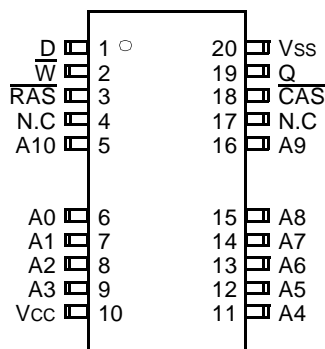 D 1 20 Vss
W 2 19 Q
RAS 3 18 CAS
N.C 4 17 N.C
A10 5 16 A9
A0 6 15 A8
A1 7 14 A7
A2 8 13 A6
A3 9 12 A5
Vcc 10 11 A4